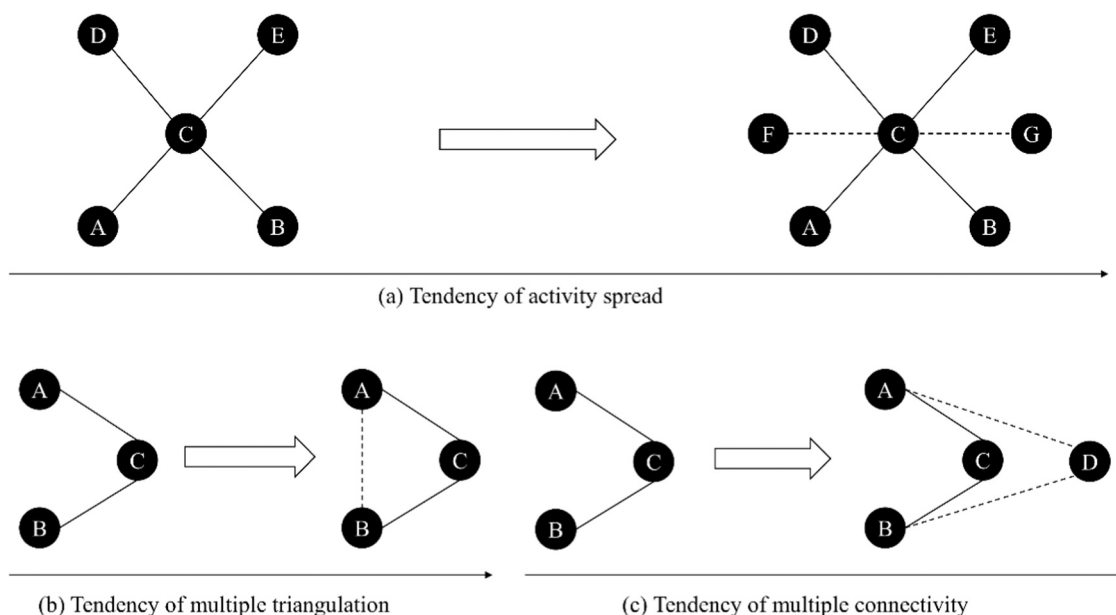 D E D E
C F C G
A B A B
(a) Tendency of activity spread
A A A A
C C C C D
B B B B
(b) Tendency of multiple triangulation (c) Tendency of multiple connectivity